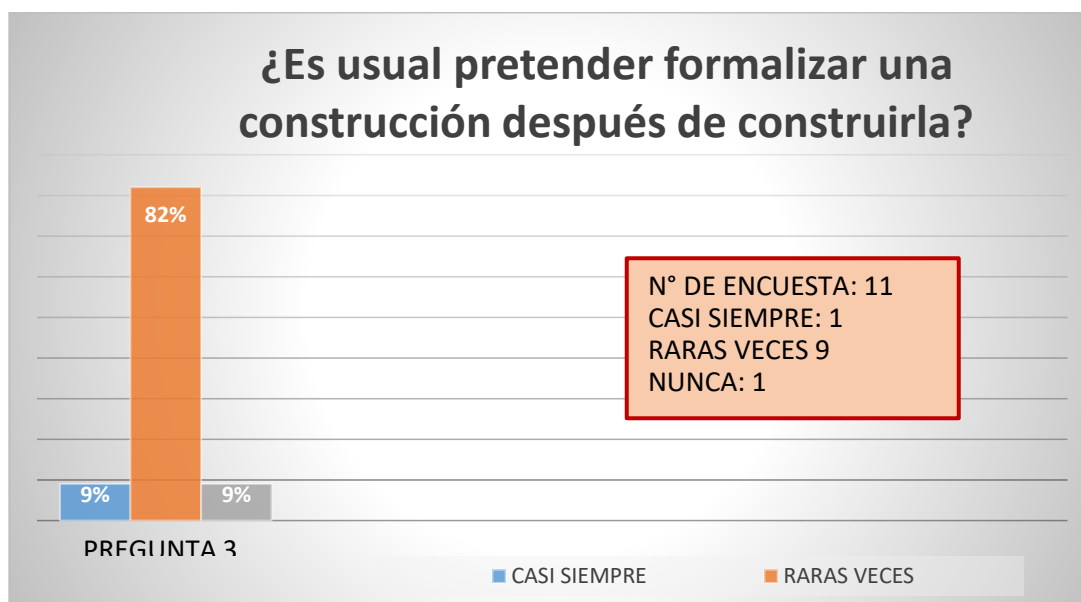 ¿Es usual pretender formalizar una
construcción después de construirla?
82%
N° DE ENCUESTA: 11
CASI SIEMPRE: 1
RARAS VECES 9
NUNCA: 1
9%
9%
PREGUNTA 3
CASI SIEMPRE
RARAS VECES